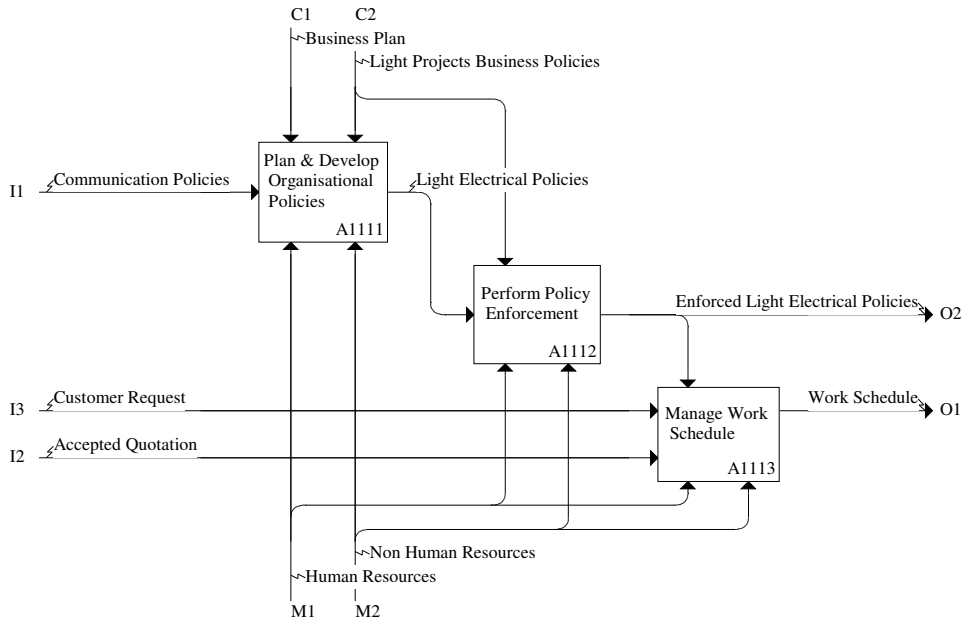 C1 C2
Business Plan
Light Projects Business Policies
Plan & Develop
Organisational
Policies
A1111
I1 Communication Policies
Light Electrical Policies
Perform Policy
Enforcement
A1112
Enforced Light Electrical Policies O2
I3 Customer Request
Manage Work
Schedule
A1113
Work Schedule O1
I2 Accepted Quotation
Non Human Resources
Human Resources
M1 M2